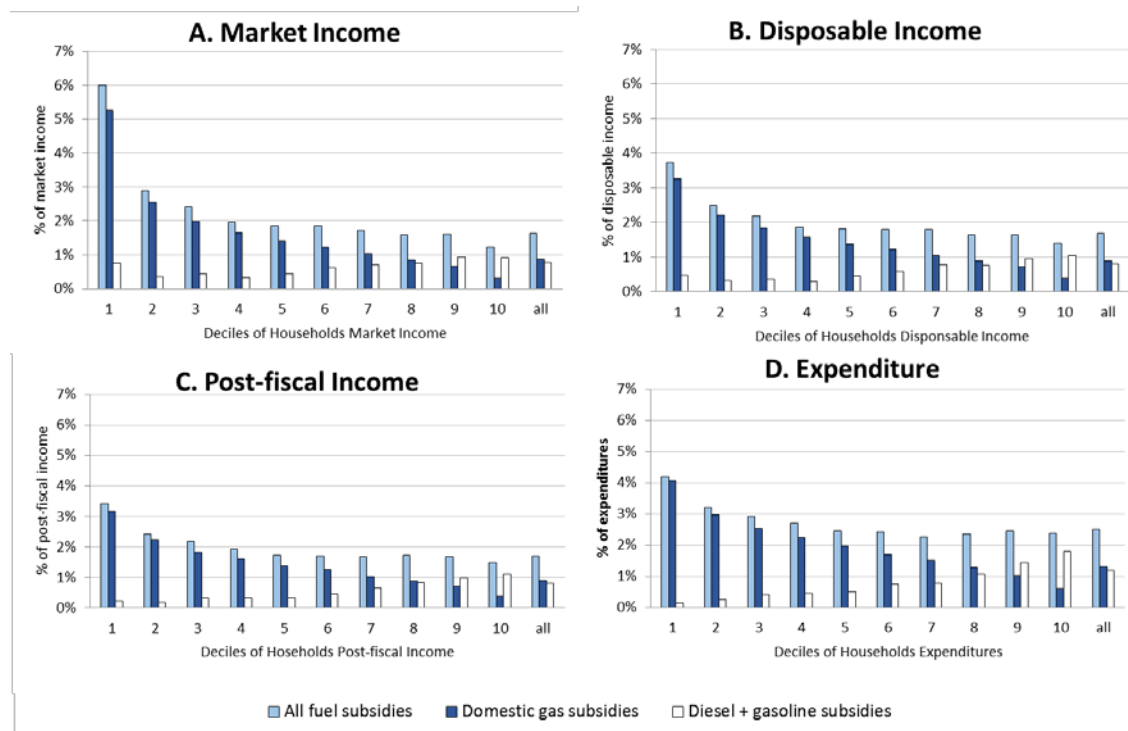 A. Market Income
7%
6%
5%
4%
3%
2%
1%
0%
% of market income
1 2 3 4 5 6 7 8 9 10 all
Deciles of Households Market Income
B. Disposable Income
7%
6%
5%
4%
3%
2%
1%
0%
% of disposable income
1 2 3 4 5 6 7 8 9 10 all
Deciles of Households Disponsable Income
C. Post-fiscal Income
7%
6%
5%
4%
3%
2%
1%
0%
% of post-fiscal income
1 2 3 4 5 6 7 8 9 10 all
Deciles of Hoseholds Post-fiscal Income
D. Expenditure
7%
6%
5%
4%
3%
2%
1%
0%
% of expenditures
1 2 3 4 5 6 7 8 9 10 all
Deciles of Households Expenditures
All fuel subsidies Domestic gas subsidies Diesel + gasoline subsidies